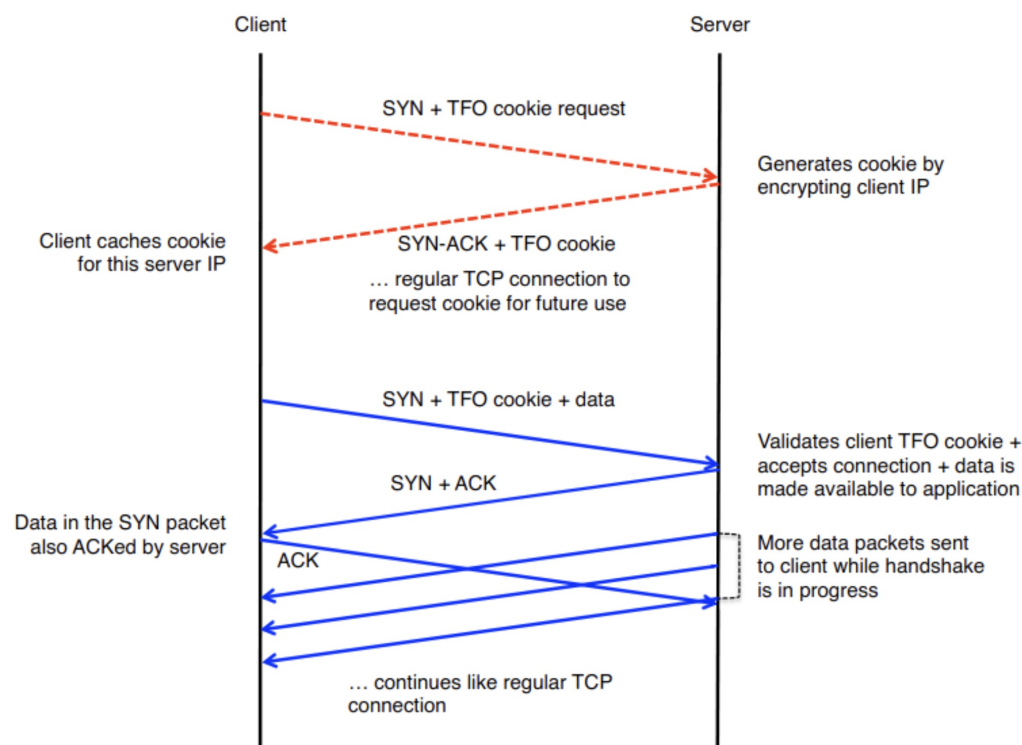 Client
Server
SYN + TFO cookie request
Generates cookie by
encrypting client IP
Client caches cookie
for this server IP
SYN-ACK + TFO cookie
… regular TCP connection to
request cookie for future use
SYN + TFO cookie + data
Validates client TFO cookie +
accepts connection + data is
made available to application
SYN + ACK
Data in the SYN packet
also ACKed by server
ACK
More data packets sent
to client while handshake
is in progress
… continues like regular TCP
connection